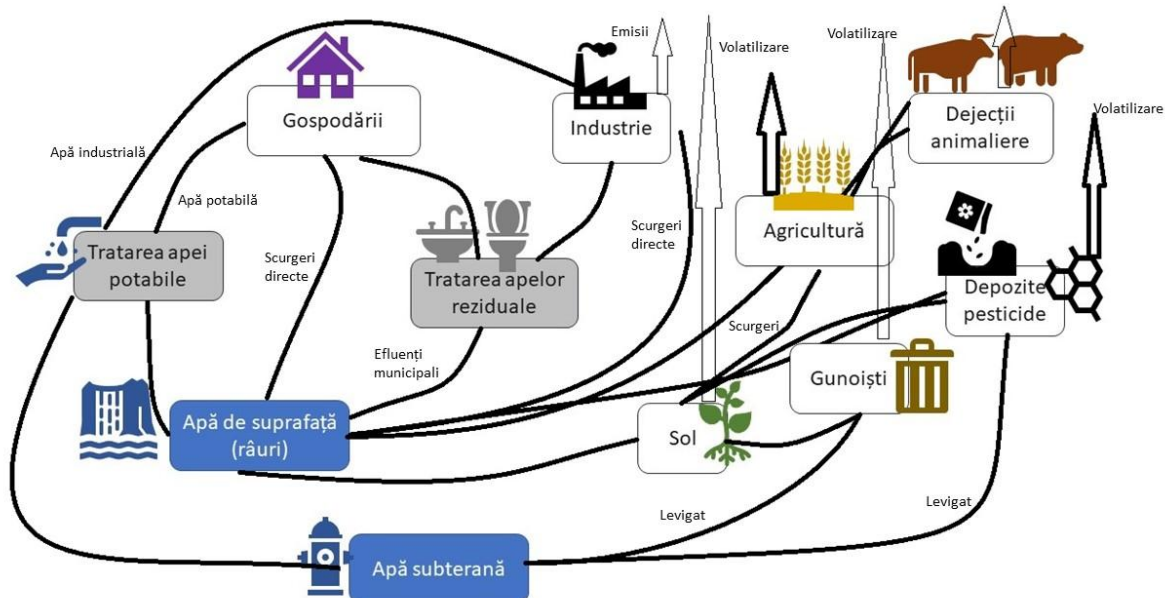 Emisii
Volatilizare
Volatilizare
Gospodării
Industrie
Dejecții
animaliere
Volatilizare
Apă industrială
Apă potabilă
Tratarea apei
potabile
Scurgeri
directe
Tratarea apelor
reziduale
Scurgeri
directe
Agricultură
Depozite
pesticide
Scurgeri
Efluenți
municipali
Gunoiști
Apă de suprafață
(râuri)
Sol
Levigat
Levigat
Apă subterană